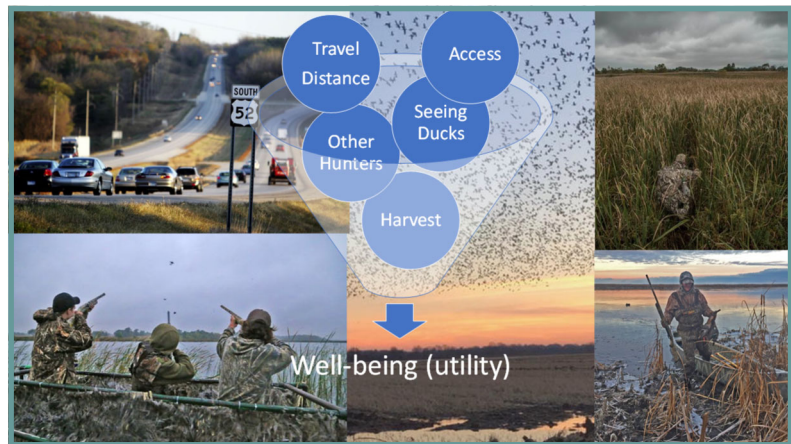 Travel
Distance
Access
Seeing
Ducks
Other
Hunters
Harvest
Well-being (utility)
SOUTH
52